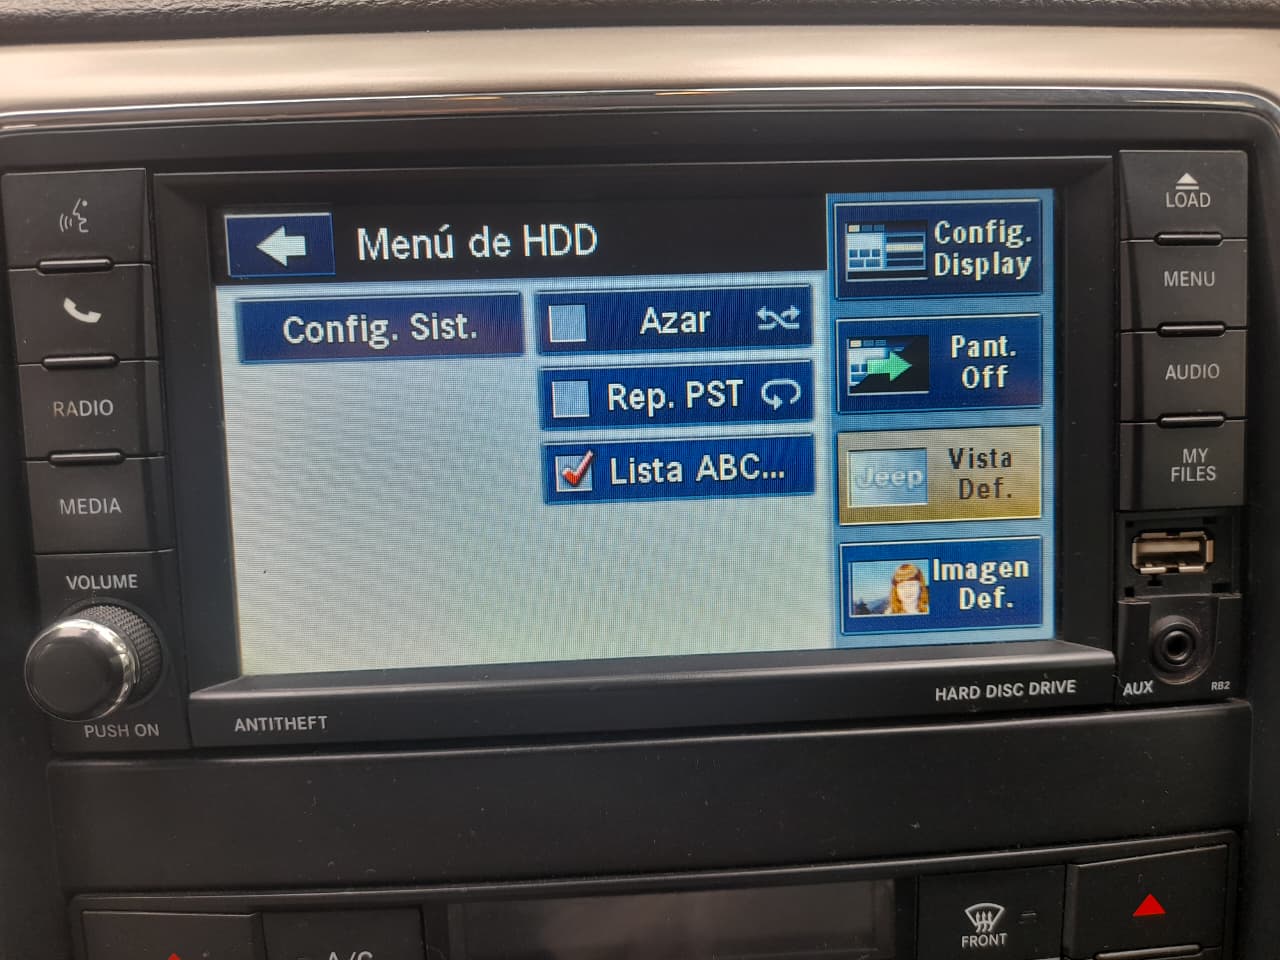 Menú de HDD
Config. Sist.
Azar
Rep. PST
Lista ABC...
Config.
Display
Pant.
Off
Jeep
Vista
Def.
Imagen
Def.
RADIO
MEDIA
VOLUME
PUSH ON
ANTITHEFT
HARD DISC DRIVE
LOAD
MENU
AUDIO
MY
FILES
AUX
RB2
A/C
FRONT